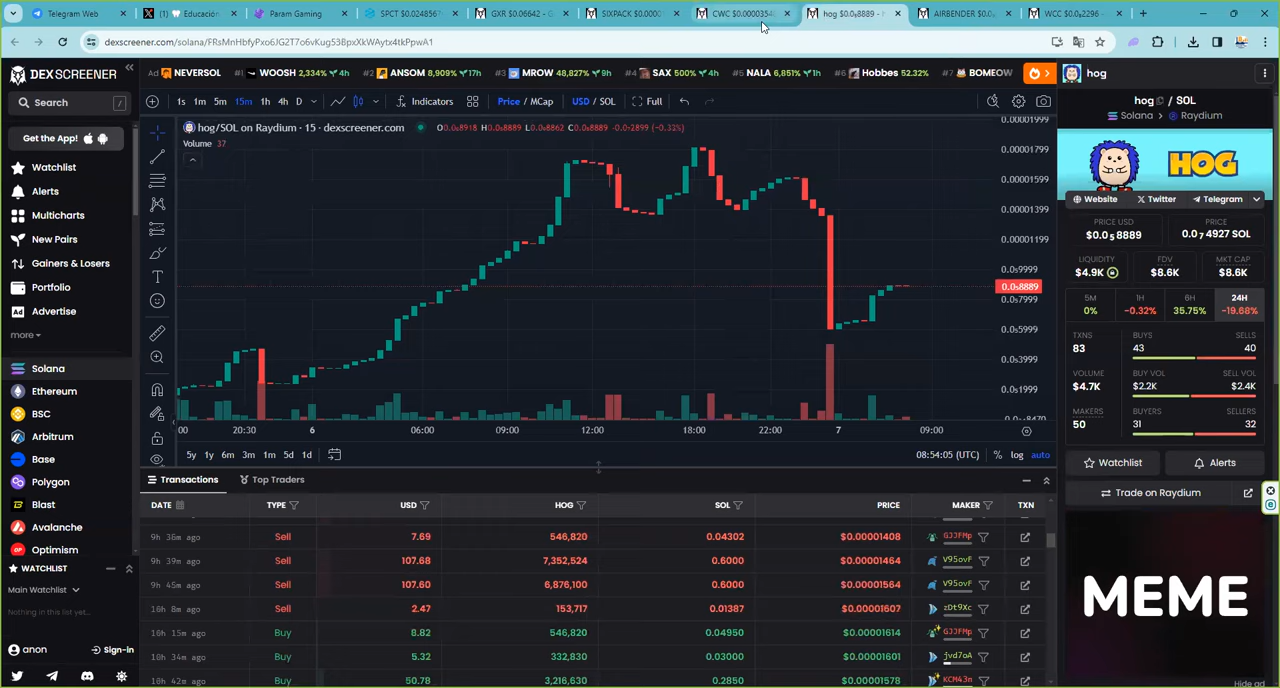 Telegram Web
(1) Educació
Param Gaming
SPCT $0.02485
GXR $0.06642 - G
SIXPACK $0.000
CWC $0.0000354
hog $0.0₅8889 -
AIRBENDER $0.0
WCC $0.0₅2296 -
dexscreener.com/solana/FRsMnHbfyPxo6JG2T7o6vKug53BpxXkWAytx4tkPpwA1
DEX SCREENER
Ad NEVERSOL #1 WOOSH 2,334% 4h #2 ANSOM 8,909% 17h #3 MROW 48,827% 9h #4 SAX 500% 4h #5 NALA 6,851% 1h #6 Hobbes 52.32% #7 BOMEOW
hog
Search /
1s 1m 5m 15m 1h 4h D Indicators Price / MCap USD / SOL Full
hog / SOL
Solana > Raydium
Get the App!
Watchlist
Alerts
Multicharts
New Pairs
Gainers & Losers
Portfolio
Ad Advertise
more
Solana
Ethereum
BSC
Arbitrum
Base
Polygon
Blast
Avalanche
Optimism
WATCHLIST
Main Watchlist
Nothing in this list yet...
anon Sign-in
hog/SOL on Raydium · 15 · dexscreener.com O0.0₅8918 H0.0₅8889 L0.0₅8862 C0.0₅8889 -0.0₇2899 (-0.32%)
Volume 37
0.00001999
0.00001799
0.00001599
0.00001399
0.00001199
0.0₅9999
0.0₅8889
0.0₅7999
0.0₅5999
0.0₅3999
0.0₅1999
:00 20:30 6 06:00 09:00 12:00 18:00 22:00 7 09:00
5y 1y 6m 3m 1m 5d 1d 08:54:05 (UTC) % log auto
HOG
Website Twitter Telegram
PRICE USD
$0.0₅8889
PRICE
0.0₇4927 SOL
LIQUIDITY
$4.9K
FDV
$8.6K
MKT CAP
$8.6K
5M
0%
1H
-0.32%
6H
35.75%
24H
-19.68%
TXNS
83
BUYS
43
SELLS
40
VOLUME
$4.7K
BUY VOL
$2.2K
SELL VOL
$2.4K
MAKERS
50
BUYERS
31
SELLERS
32
Watchlist Alerts
Trade on Raydium
MEME
Hide ad
Transactions Top Traders
DATE TYPE USD HOG SOL PRICE MAKER TXN
9h 36m ago Sell 7.69 546,820 0.04302 $0.00001408 GJJFMp
9h 39m ago Sell 107.68 7,352,524 0.6000 $0.00001464 V95ovF
9h 45m ago Sell 107.60 6,876,100 0.6000 $0.00001564 V95ovF
10h 8m ago Sell 2.47 153,717 0.01387 $0.00001607 zDt9Xc
10h 15m ago Buy 8.82 546,820 0.04950 $0.00001614 GJJFMp
10h 34m ago Buy 5.32 332,830 0.03000 $0.00001601 jvd7oA
10h 42m ago Buy 50.78 3,216,630 0.2850 $0.00001578 KCM43n